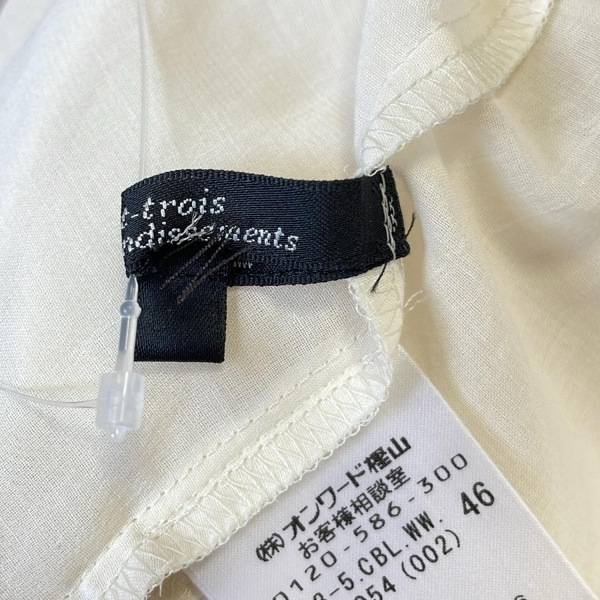 -trois
ndissements
(株)オンワード樫山
お客様相談室
0120-586-300
-5.CBL.WW. 46
054 (002)